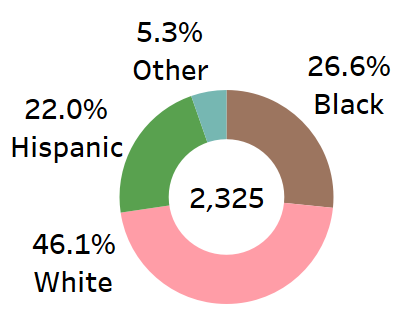 5.3%
Other
26.6%
Black
22.0%
Hispanic
2,325
46.1%
White